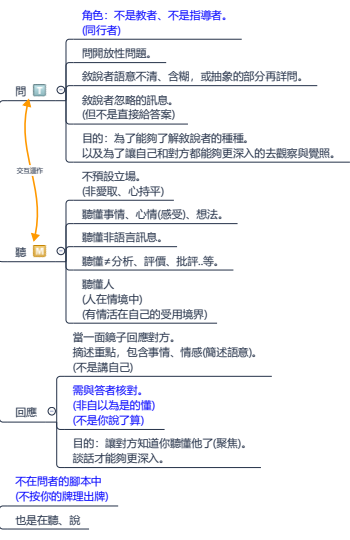 角色：不是教者、不是指導者。
(同行者)
問開放性問題。
敘說者語意不清、含糊，或抽象的部分再詳問。
問 T
敘說者忽略的訊息。
(但不是直接給答案)
目的：為了能夠了解敘說者的種種。
以及為了讓自己和對方都能夠更深入的去觀察與覺照。
交互運作
不預設立場。
(非愛取、心持平)
聽懂事情、心情(感受)、想法。
聽懂非語言訊息。
聽 M
聽懂≠分析、評價、批評..等。
聽懂人
(人在情境中)
(有情活在自己的受用境界)
當一面鏡子回應對方。
摘述重點，包含事情、情感(簡述語意)。
(不是講自己)
需與答者核對。
(非自以為是的懂)
(不是你說了算)
回應
目的：讓對方知道你聽懂他了(聚焦)。
談話才能夠更深入。
不在問者的腳本中
(不按你的牌理出牌)
也是在聽、說